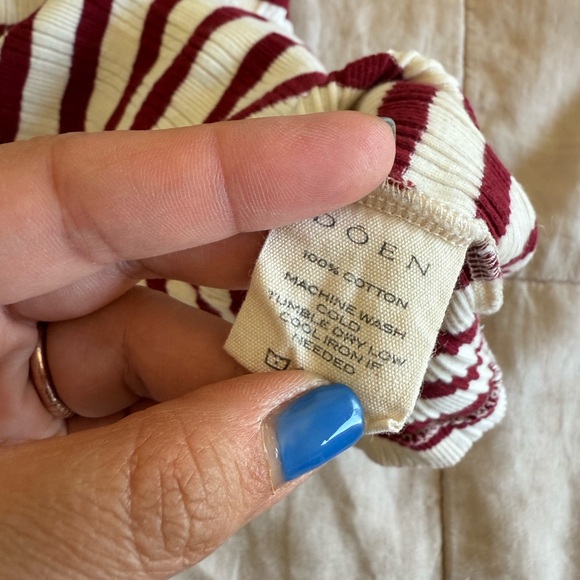 DOEN
100% COTTON
MACHINE WASH
COLD
TUMBLE DRY LOW
COOL IRON IF
NEEDED